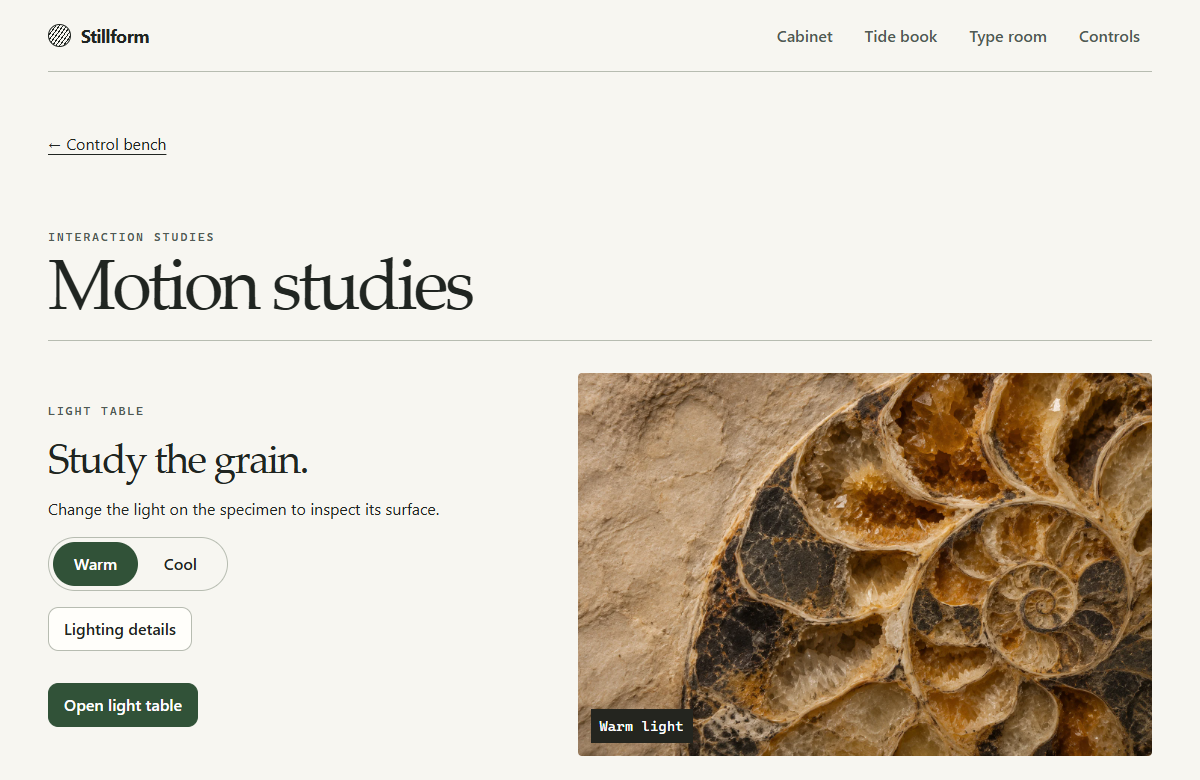 Stillform
Cabinet
Tide book
Type room
Controls
← Control bench
INTERACTION STUDIES
Motion studies
LIGHT TABLE
Study the grain.
Change the light on the specimen to inspect its surface.
Warm
Cool
Lighting details
Open light table
Warm light